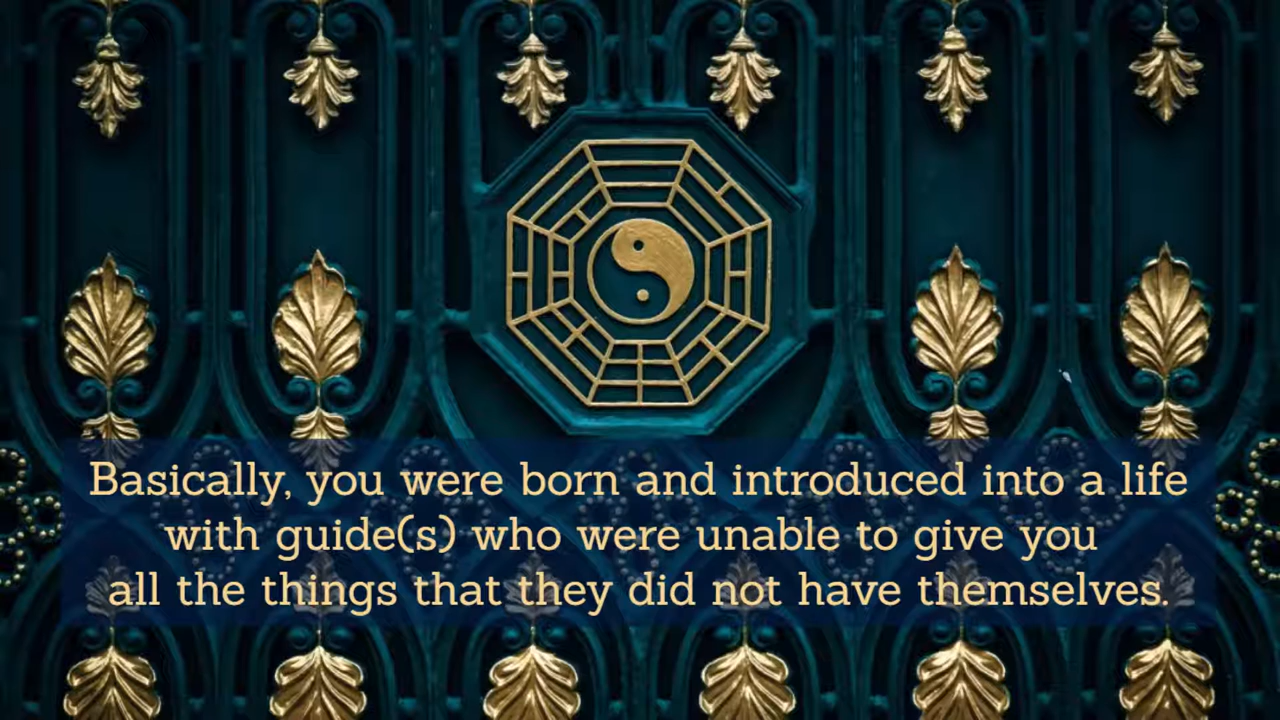 Basically, you were born and introduced into a life
with guide(s) who were unable to give you
all the things that they did not have themselves.